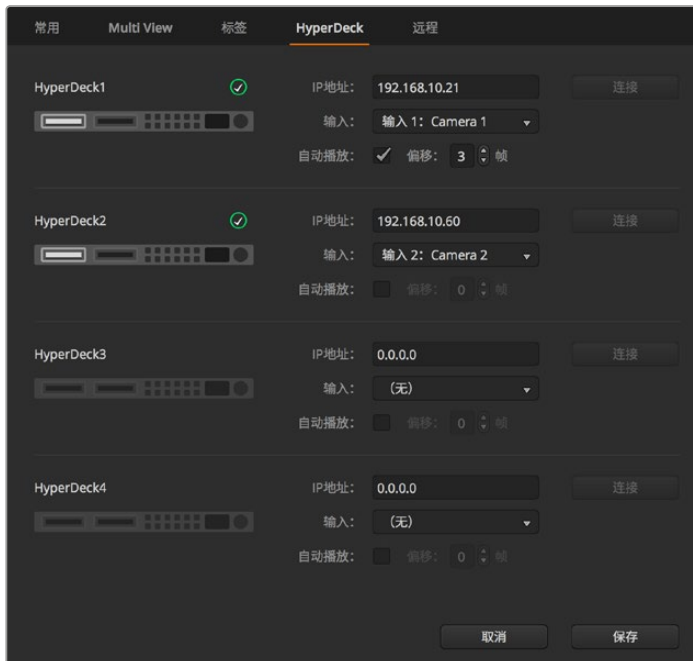 常用 Multi View 标签 HyperDeck 远程
HyperDeck1 IP地址： 192.168.10.21 连接
输入： 输入 1：Camera 1
自动播放： 偏移： 3 帧
HyperDeck2 IP地址： 192.168.10.60 连接
输入： 输入 2：Camera 2
自动播放： 偏移： 0 帧
HyperDeck3 IP地址： 0.0.0.0 连接
输入： （无）
自动播放： 偏移： 0 帧
HyperDeck4 IP地址： 0.0.0.0 连接
输入： （无）
自动播放： 偏移： 0 帧
取消 保存